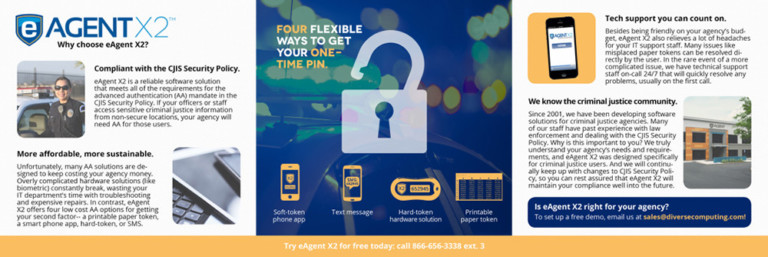 eAGENTX2™
Why choose eAgent X2?
Compliant with the CJIS Security Policy.
eAgent X2 is a reliable software solution
that meets all of the requirements for the
advanced authentication (AA) mandate in the
CJIS Security Policy. If your officers or staff
access sensitive criminal justice information
from non-secure locations, your agency will
need AA for those users.
More affordable, more sustainable.
Unfortunately, many AA solutions are de-
signed to keep costing your agency money.
Overly complicated hardware solutions (like
biometric) constantly break, wasting your
IT department's time with troubleshooting
and expensive repairs. In contrast, eAgent
X2 offers four low cost AA options for getting
your second factor-- a printable paper token,
a smart phone app, hard-token, or SMS.
FOUR FLEXIBLE
WAYS TO GET
YOUR ONE-
TIME PIN.
652945
Soft-token
phone app
Text message
Hard-token
hardware solution
Printable
paper token
Tech support you can count on.
Besides being friendly on your agency's bud-
get, eAgent X2 also relieves a lot of headaches
for your IT support staff. Many issues like
misplaced paper tokens can be resolved di-
rectly by the user. In the rare event of a more
complicated issue, we have technical support
staff on-call 24/7 that will quickly resolve any
problems, usually on the first call.
We know the criminal justice community.
Since 2001, we have been developing software
solutions for criminal justice agencies. Many
of our staff have past experience with law
enforcement and dealing with the CJIS Security
Policy. Why is this important to you? We truly
understand your agency's needs and require-
ments, and eAgent X2 was designed specifically
for criminal justice users. And we will continu-
ally keep up with changes to CJIS Securty Poli-
cy, so you can rest assured that eAgent X2 will
maintain your compliance well into the future.
Is eAgent X2 right for your agency?
To set up a free demo, email us at sales@diversecomputing.com!
Try eAgent X2 for free today: call 866-656-3338 ext. 3